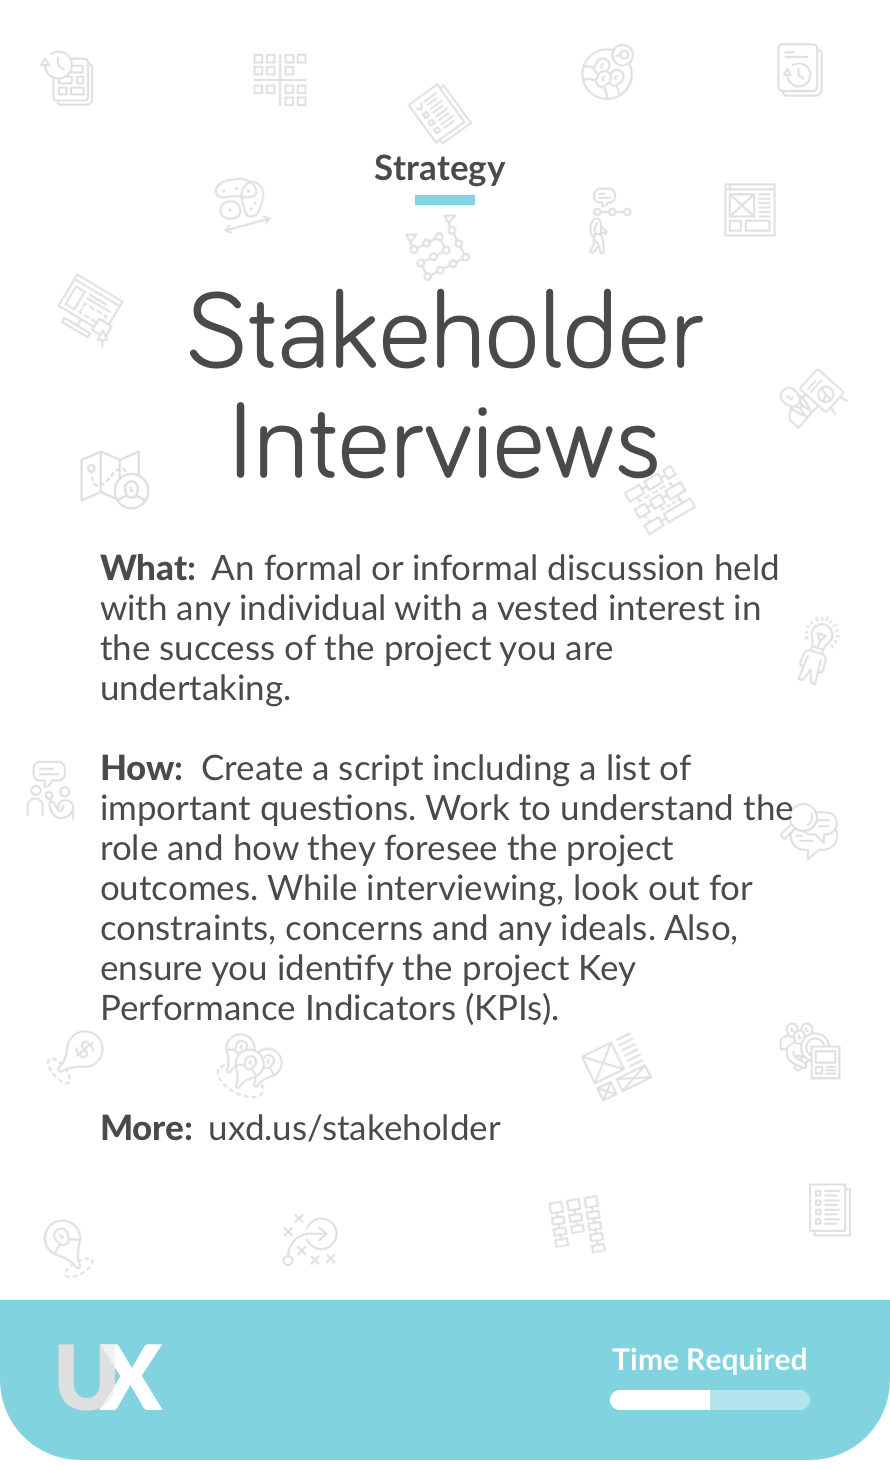 Strategy
Stakeholder
Interviews
What: An formal or informal discussion held
with any individual with a vested interest in
the success of the project you are
undertaking.
How: Create a script including a list of
important questions. Work to understand the
role and how they foresee the project
outcomes. While interviewing, look out for
constraints, concerns and any ideals. Also,
ensure you identify the project Key
Performance Indicators (KPIs).
More: uxd.us/stakeholder
UX
Time Required